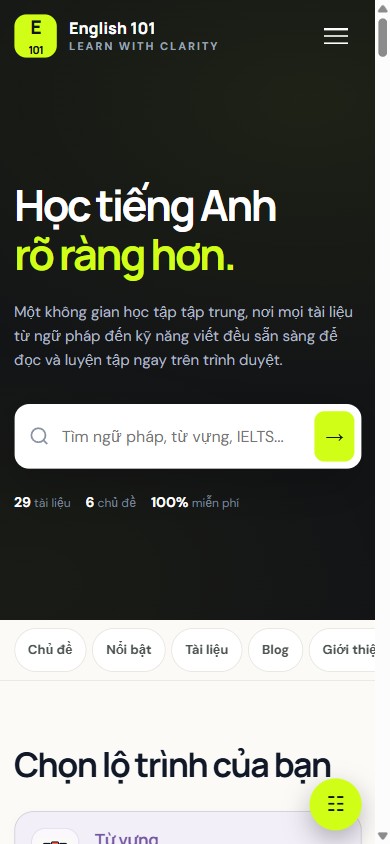 E
101
English 101
LEARN WITH CLARITY
Học tiếng Anh
rõ ràng hơn.
Một không gian học tập tập trung, nơi mọi tài liệu
từ ngữ pháp đến kỹ năng viết đều sẵn sàng để
đọc và luyện tập ngay trên trình duyệt.
Tìm ngữ pháp, từ vựng, IELTS... →
29 tài liệu 6 chủ đề 100% miễn phí
Chủ đề Nổi bật Tài liệu Blog Giới thiệ
Chọn lộ trình của bạn
Từ vựng